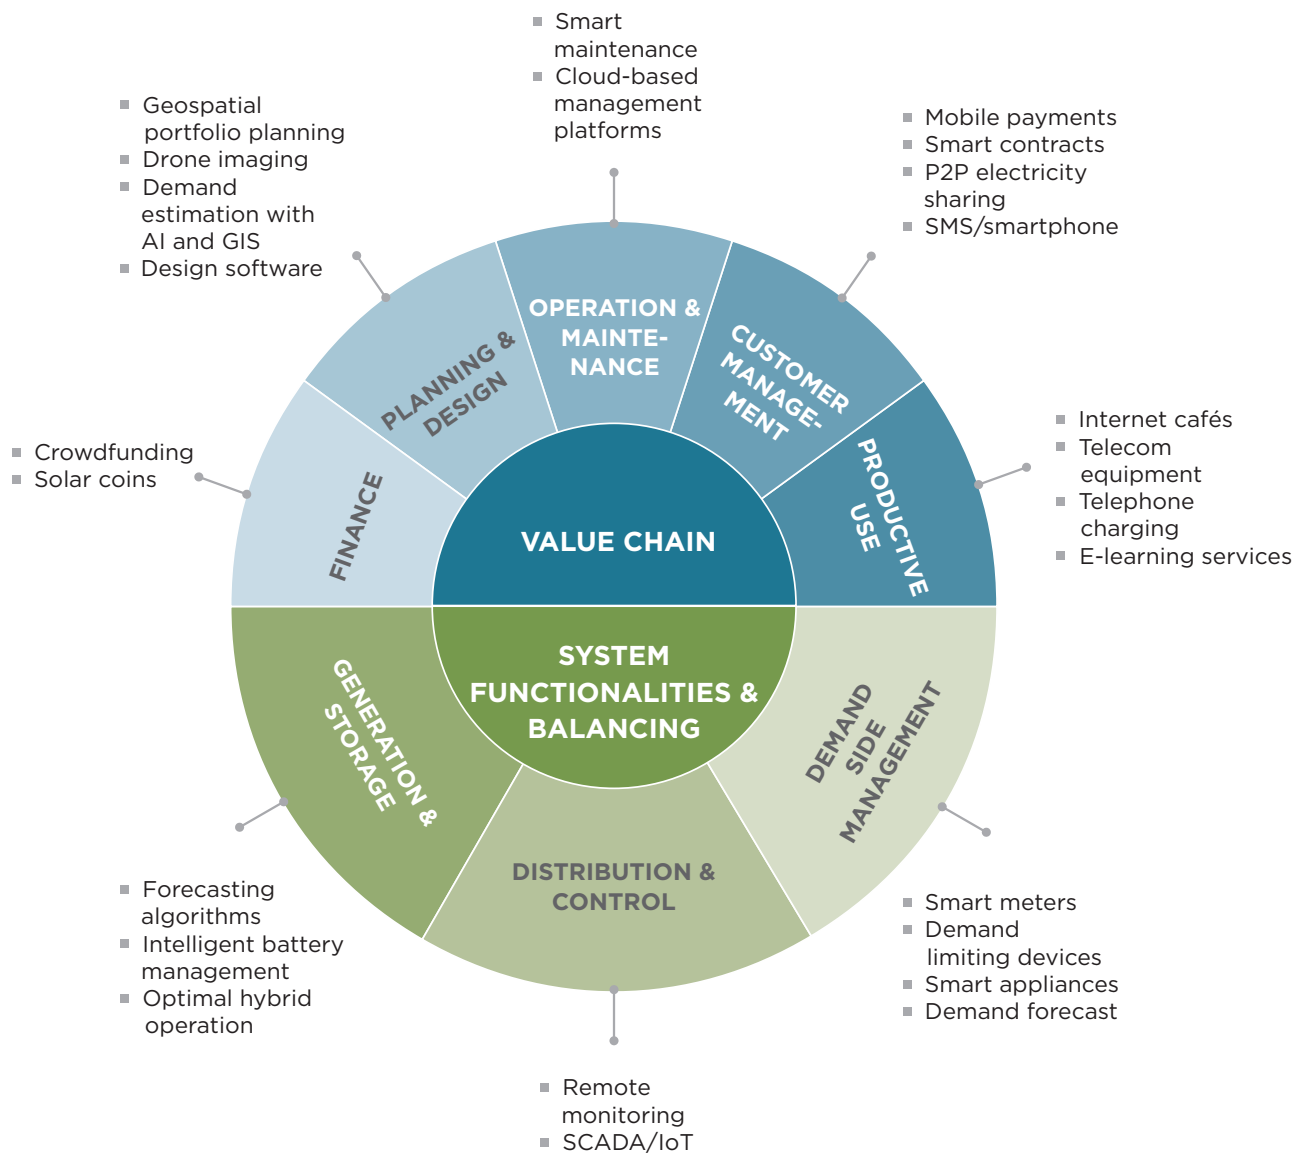 Smart
maintenance
Cloud-based
management
platforms
Geospatial
portfolio planning
Drone imaging
Demand
estimation with
AI and GIS
Design software
Mobile payments
Smart contracts
P2P electricity
sharing
SMS/smartphone
Crowdfunding
Solar coins
Internet cafés
Telecom
equipment
Telephone
charging
E-learning services
FINANCE
PLANNING &
DESIGN
OPERATION &
MAINTE-
NANCE
CUSTOMER
MANAGE-
MENT
PRODUCTIVE
USE
VALUE CHAIN
SYSTEM
FUNCTIONALITIES &
BALANCING
GENERATION &
STORAGE
DISTRIBUTION &
CONTROL
DEMAND
SIDE
MANAGEMENT
Forecasting
algorithms
Intelligent battery
management
Optimal hybrid
operation
Smart meters
Demand
limiting devices
Smart appliances
Demand forecast
Remote
monitoring
SCADA/IoT